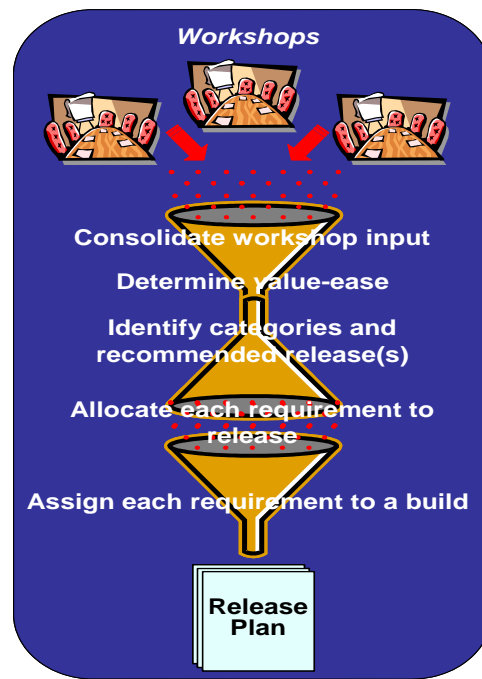 Workshops
Consolidate workshop input
Determine value-ease
Identify categories and
recommended release(s)
Allocate each requirement to
release
Assign each requirement to a build
Release
Plan